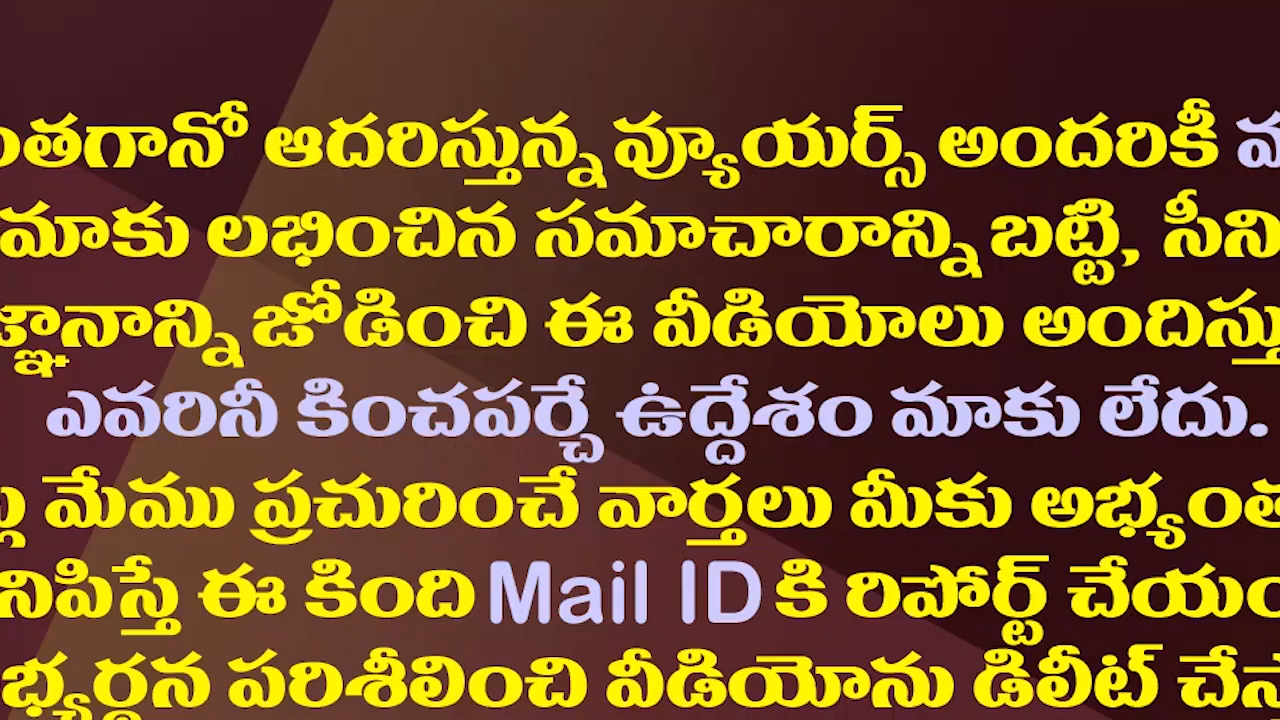 ఆదరిస్తున్న వ్యూయర్స్ అందరికీ
మాకు లభించిన సమాచారాన్ని బట్టి,
జోడించి ఈ వీడియోలు
ఎవరినీ కించపర్చే ఉద్దేశం మాకు లేదు.
మేము ప్రచురించే వార్తలు మీకు
ఈ కింది Mail ID కి రిపోర్ట్
పరిశీలించి వీడియోను డిలీట్